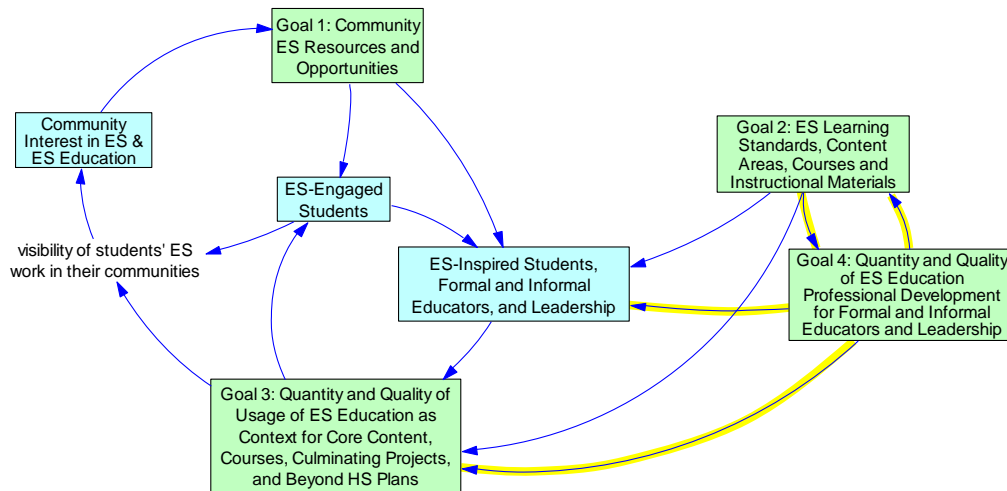 Goal 1: Community
ES Resources and
Opportunities
Community
Interest in ES &
ES Education
Goal 2: ES Learning
Standards, Content
Areas, Courses and
Instructional Materials
ES-Engaged
Students
visibility of students' ES
work in their communities
ES-Inspired Students,
Formal and Informal
Educators, and Leadership
Goal 4: Quantity and Quality
of ES Education
Professional Development
for Formal and Informal
Educators and Leadership
Goal 3: Quantity and Quality of
Usage of ES Education as
Context for Core Content,
Courses, Culminating Projects,
and Beyond HS Plans